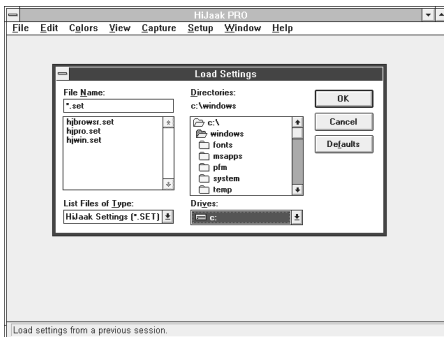 HiJaak PRO
File Edit Colors View Capture Setup Window Help
Load Settings
File Name:
*.set
hjbrowsr.set
hjpro.set
hjwin.set
List Files of Type:
HiJaak Settings (*.SET)
Directories:
c:\windows
c:\
windows
fonts
msapps
pfm
system
temp
Drives:
c:
OK
Cancel
Defaults
Load settings from a previous session.